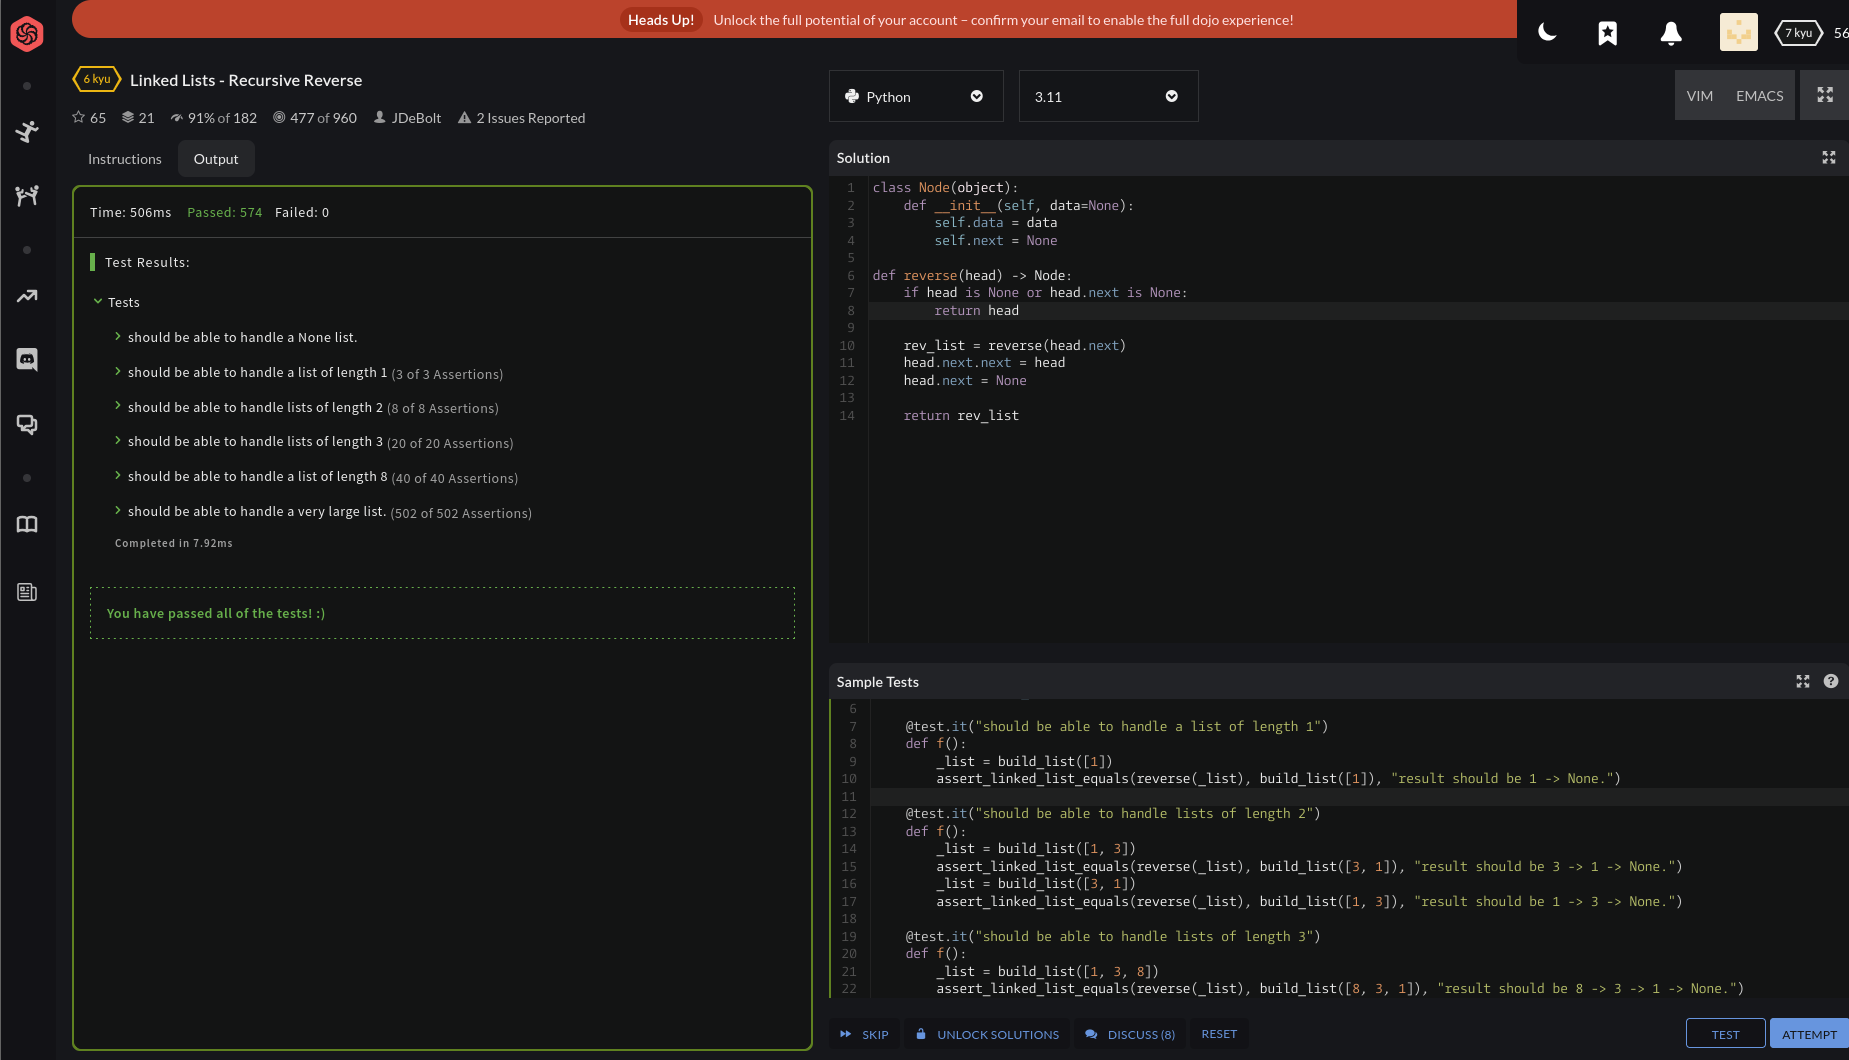 Heads Up! Unlock the full potential of your account – confirm your email to enable the full dojo experience!
7 kyu 56
6 kyu Linked Lists - Recursive Reverse
65 21 91% of 182 477 of 960 JDeBolt 2 Issues Reported
Instructions Output
Time: 506ms Passed: 574 Failed: 0
Test Results:
Tests
should be able to handle a None list.
should be able to handle a list of length 1 (3 of 3 Assertions)
should be able to handle lists of length 2 (8 of 8 Assertions)
should be able to handle lists of length 3 (20 of 20 Assertions)
should be able to handle a list of length 8 (40 of 40 Assertions)
should be able to handle a very large list. (502 of 502 Assertions)
Completed in 7.92ms
You have passed all of the tests! :)
Python 3.11 VIM EMACS
Solution
1 class Node(object):
2     def __init__(self, data=None):
3         self.data = data
4         self.next = None
5
6 def reverse(head) -> Node:
7     if head is None or head.next is None:
8         return head
9
10     rev_list = reverse(head.next)
11     head.next.next = head
12     head.next = None
13
14     return rev_list
Sample Tests
6
7     @test.it("should be able to handle a list of length 1")
8     def f():
9         _list = build_list([1])
10         assert_linked_list_equals(reverse(_list), build_list([1]), "result should be 1 -> None.")
11
12     @test.it("should be able to handle lists of length 2")
13     def f():
14         _list = build_list([1, 3])
15         assert_linked_list_equals(reverse(_list), build_list([3, 1]), "result should be 3 -> 1 -> None.")
16         _list = build_list([3, 1])
17         assert_linked_list_equals(reverse(_list), build_list([1, 3]), "result should be 1 -> 3 -> None.")
18
19     @test.it("should be able to handle lists of length 3")
20     def f():
21         _list = build_list([1, 3, 8])
22         assert_linked_list_equals(reverse(_list), build_list([8, 3, 1]), "result should be 8 -> 3 -> 1 -> None.")
SKIP UNLOCK SOLUTIONS DISCUSS (8) RESET TEST ATTEMPT